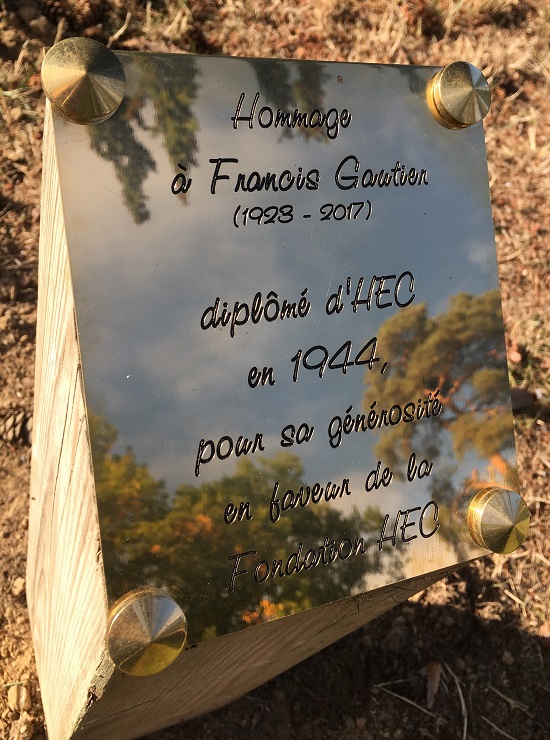 Hommage
à Francis Gautier
(1923 - 2017)
diplômé d'HEC
en 1944,
pour sa générosité
en faveur de la
Fondation HEC